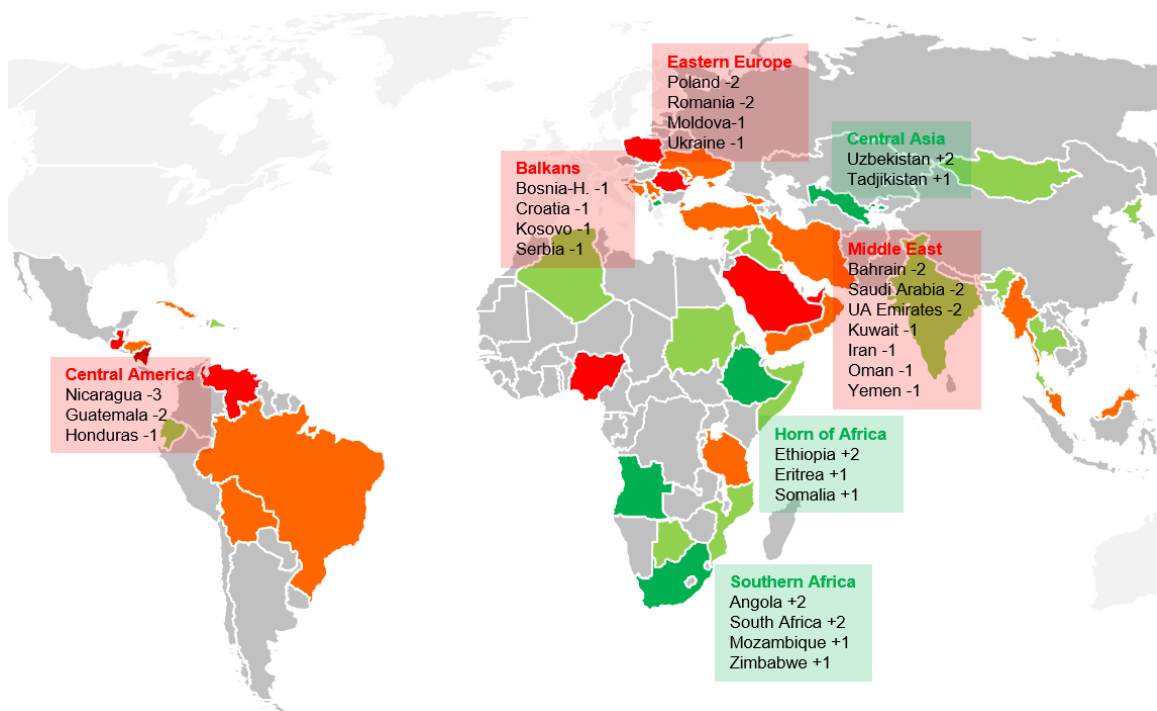 Eastern Europe
Poland -2
Romania -2
Moldova-1
Ukraine -1
Central Asia
Uzbekistan +2
Tadjikistan +1
Balkans
Bosnia-H. -1
Croatia -1
Kosovo -1
Serbia -1
Middle East
Bahrain -2
Saudi Arabia -2
UA Emirates -2
Kuwait -1
Iran -1
Oman -1
Yemen -1
Central America
Nicaragua -3
Guatemala -2
Honduras -1
Horn of Africa
Ethiopia +2
Eritrea +1
Somalia +1
Southern Africa
Angola +2
South Africa +2
Mozambique +1
Zimbabwe +1